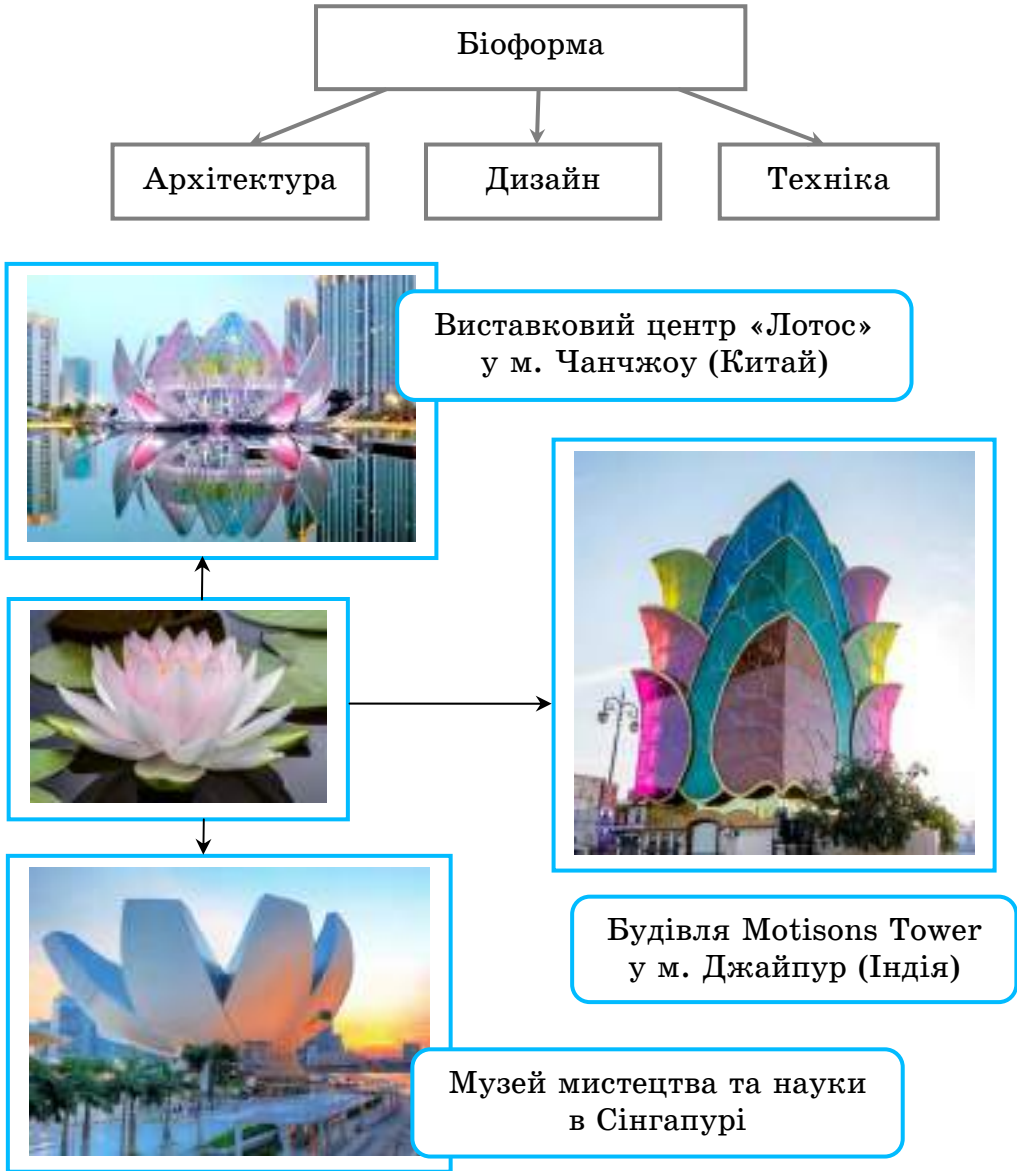 Біоформа
Архітектура
Дизайн
Техніка
Виставковий центр «Лотос»
у м. Чанчжоу (Китай)
Будівля Motisons Tower
у м. Джайпур (Індія)
Музей мистецтва та науки
в Сінгапурі